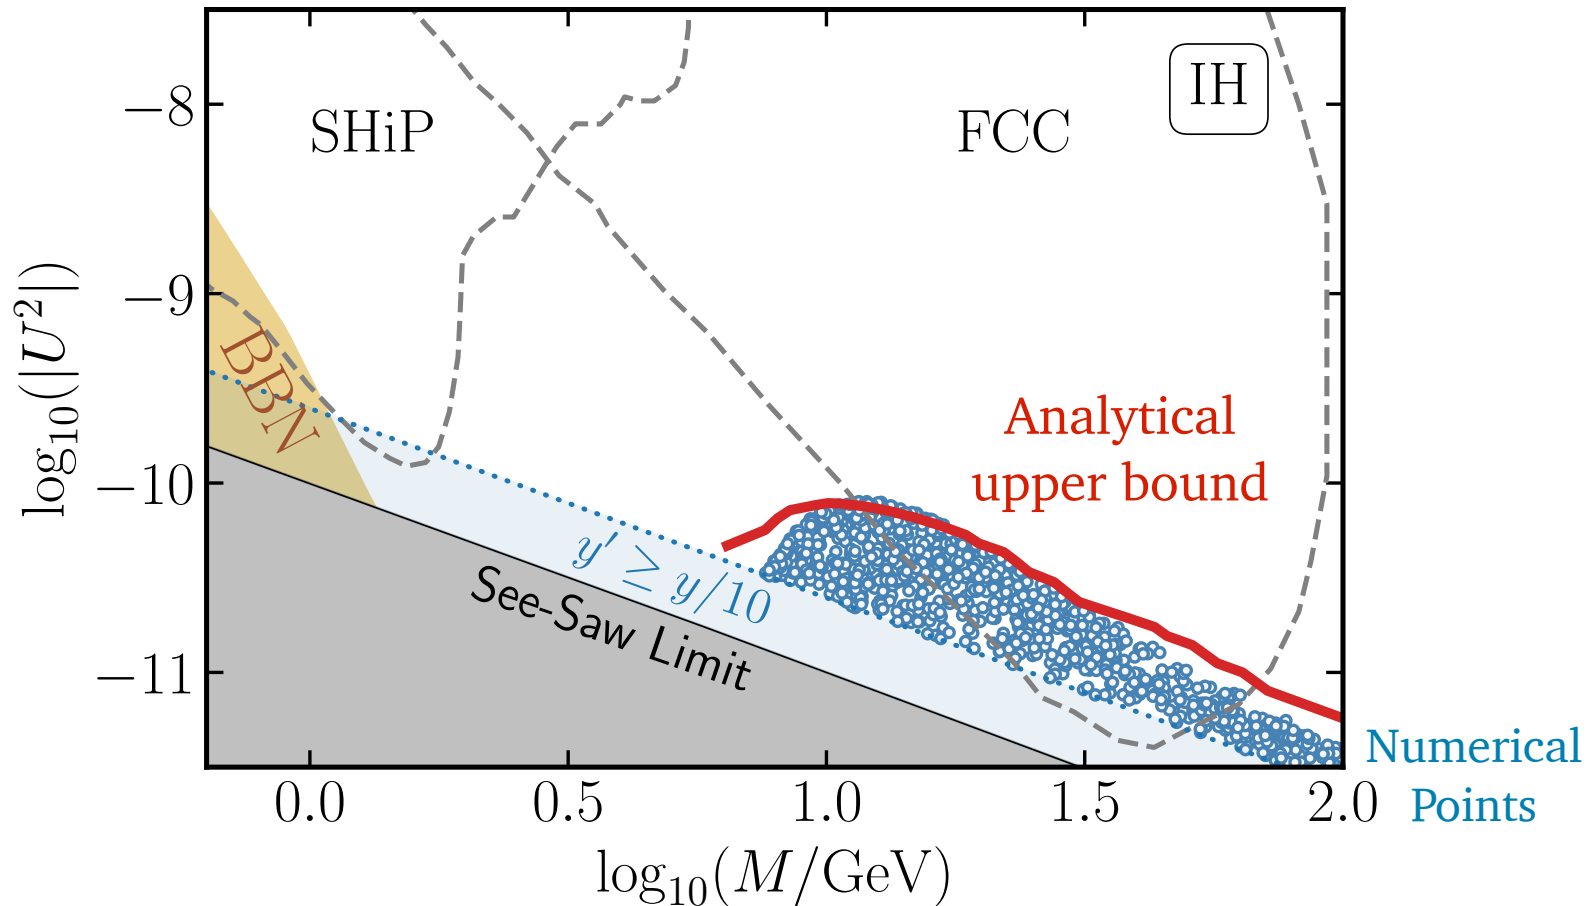 IH
−8
SHiP
FCC
−9
log₁₀(|U²|)
BBN
Analytical
upper bound
−10
y′ ≥ y/10
See-Saw Limit
−11
Numerical
Points
0.0 0.5 1.0 1.5 2.0
log₁₀(M/GeV)